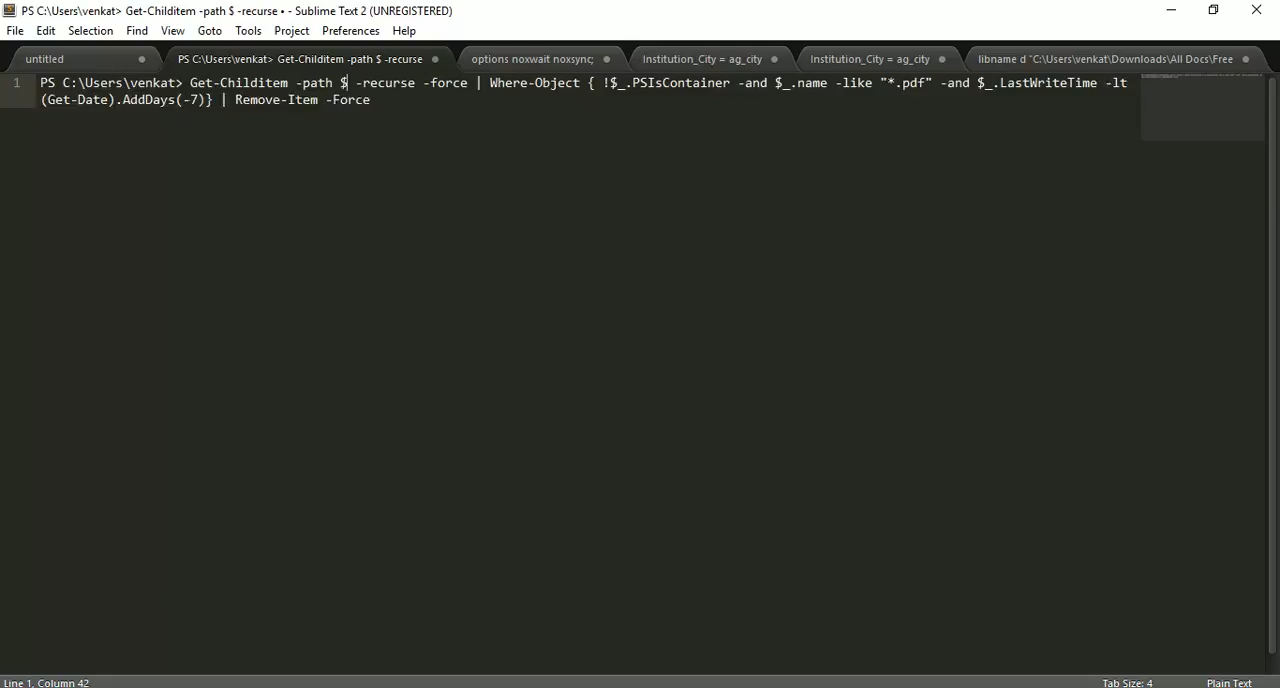 PS C:\Users\venkat> Get-Childitem -path $ -recurse • - Sublime Text 2 (UNREGISTERED)
File Edit Selection Find View Goto Tools Project Preferences Help
untitled
PS C:\Users\venkat> Get-Childitem -path $ -recurse
options noxwait noxsync;
Institution_City = ag_city
Institution_City = ag_city
libname d "C:\Users\venkat\Downloads\All Docs\Free
1 PS C:\Users\venkat> Get-Childitem -path $ -recurse -force | Where-Object { !$_.PSIsContainer -and $_.name -like "*.pdf" -and $_.LastWriteTime -lt
(Get-Date).AddDays(-7)} | Remove-Item -Force
Line 1, Column 42
Tab Size: 4
Plain Text